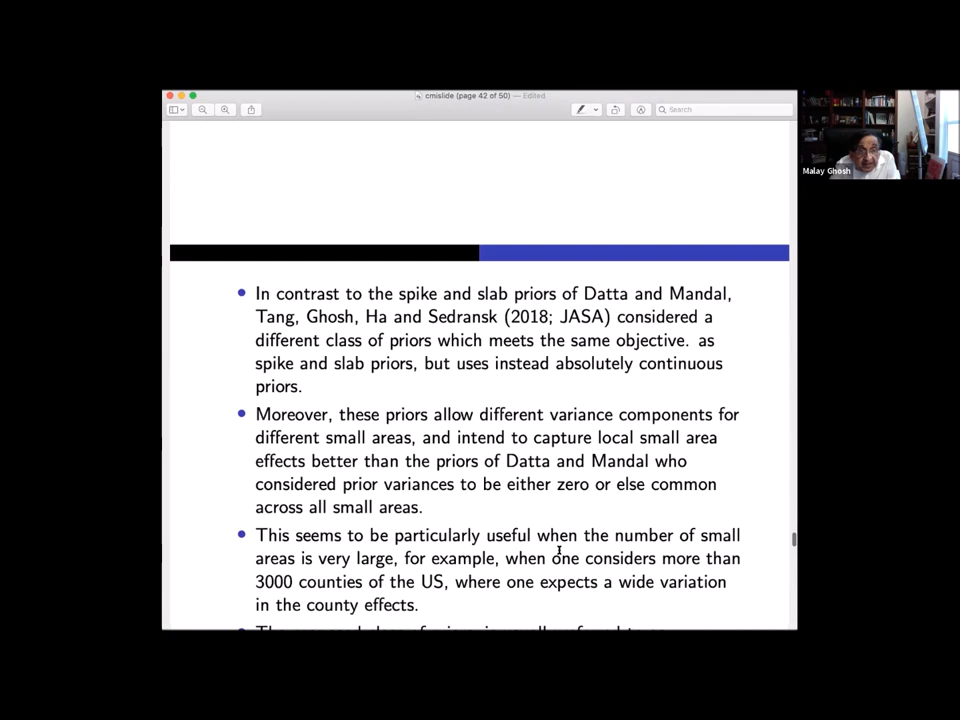 cmislide (page 42 of 50) — Edited
Search
Malay Ghosh
In contrast to the spike and slab priors of Datta and Mandal,
Tang, Ghosh, Ha and Sedransk (2018; JASA) considered a
different class of priors which meets the same objective. as
spike and slab priors, but uses instead absolutely continuous
priors.
Moreover, these priors allow different variance components for
different small areas, and intend to capture local small area
effects better than the priors of Datta and Mandal who
considered prior variances to be either zero or else common
across all small areas.
This seems to be particularly useful when the number of small
areas is very large, for example, when one considers more than
3000 counties of the US, where one expects a wide variation
in the county effects.